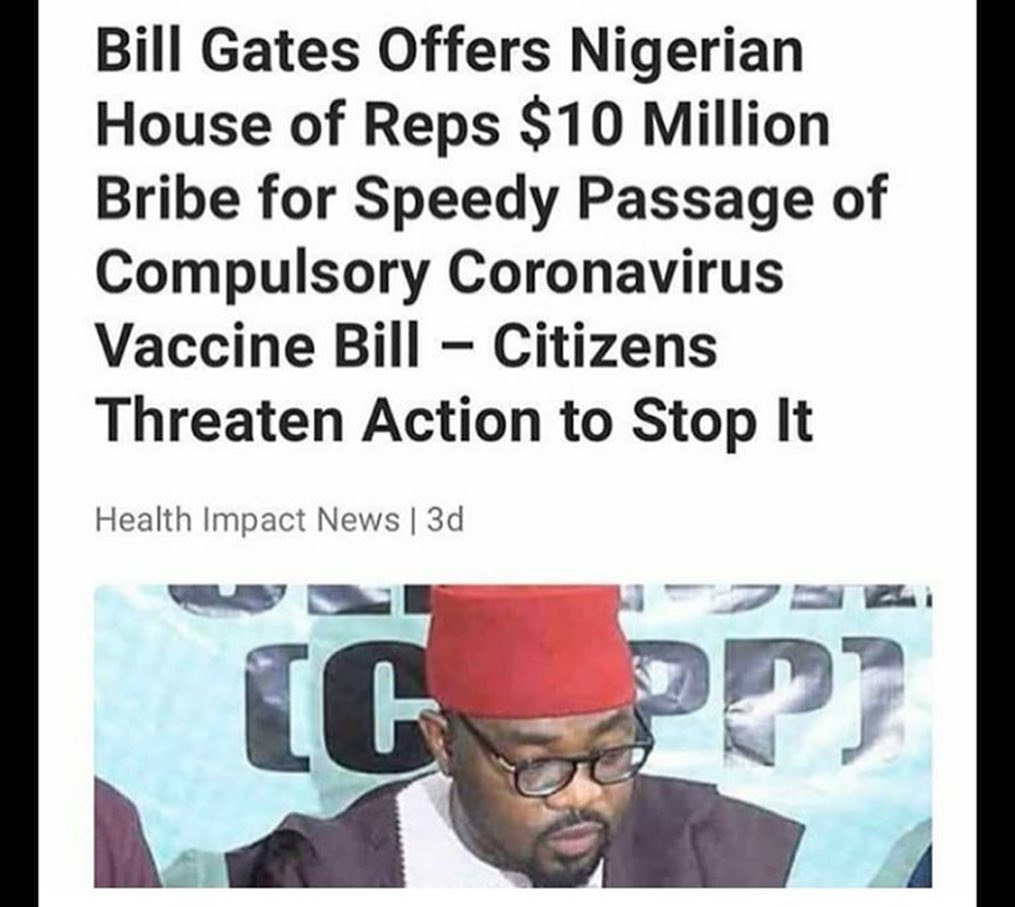 Bill Gates Offers Nigerian
House of Reps $10 Million
Bribe for Speedy Passage of
Compulsory Coronavirus
Vaccine Bill – Citizens
Threaten Action to Stop It
Health Impact News | 3d